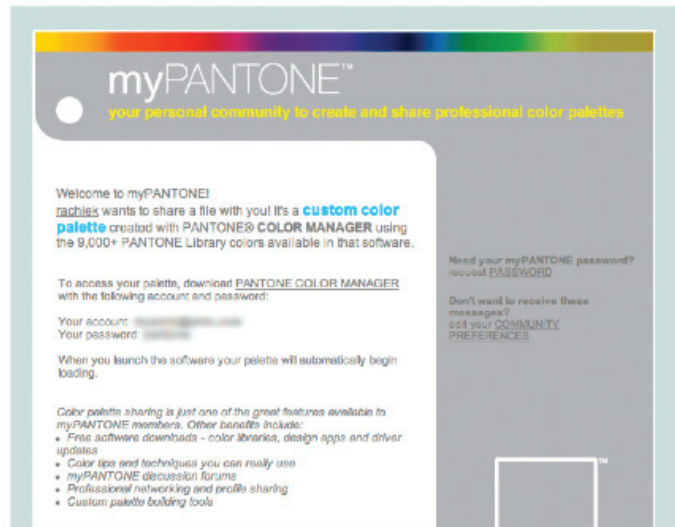 myPANTONE™
your personal community to create and share professional color palettes
Welcome to myPANTONE!
rachiek wants to share a file with you! It's a custom color
palette created with PANTONE® COLOR MANAGER using
the 9,000+ PANTONE Library colors available in that software.
To access your palette, download PANTONE COLOR MANAGER
with the following account and password:
Your account:
Your password:
When you launch the software your palette will automatically begin
loading.
Color palette sharing is just one of the great features available to
myPANTONE members. Other benefits include:
• Free software downloads - color libraries, design apps and driver
updates
• Color tips and techniques you can really use
• myPANTONE discussion forums
• Professional networking and profile sharing
• Custom palette building tools
Need your myPANTONE password?
request PASSWORD
Don't want to receive these
messages?
edit your COMMUNITY
PREFERENCES
™